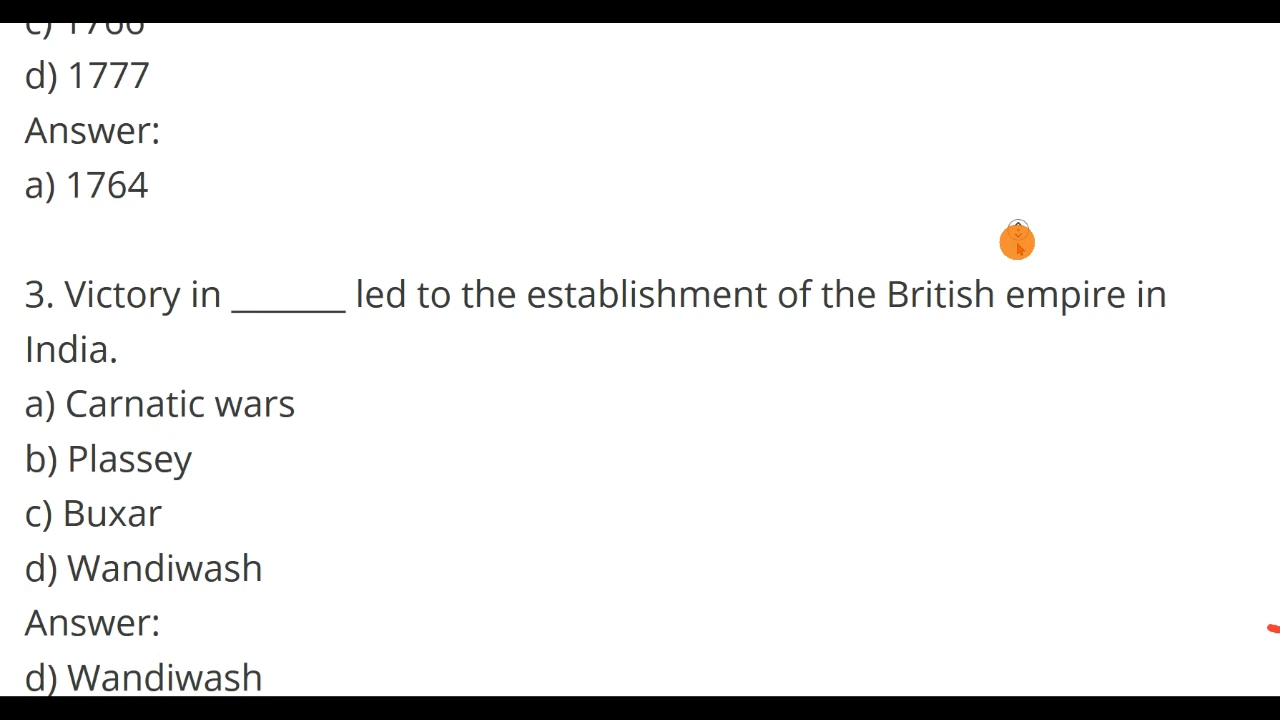 c) 1766
d) 1777
Answer:
a) 1764
3. Victory in ______ led to the establishment of the British empire in
India.
a) Carnatic wars
b) Plassey
c) Buxar
d) Wandiwash
Answer:
d) Wandiwash